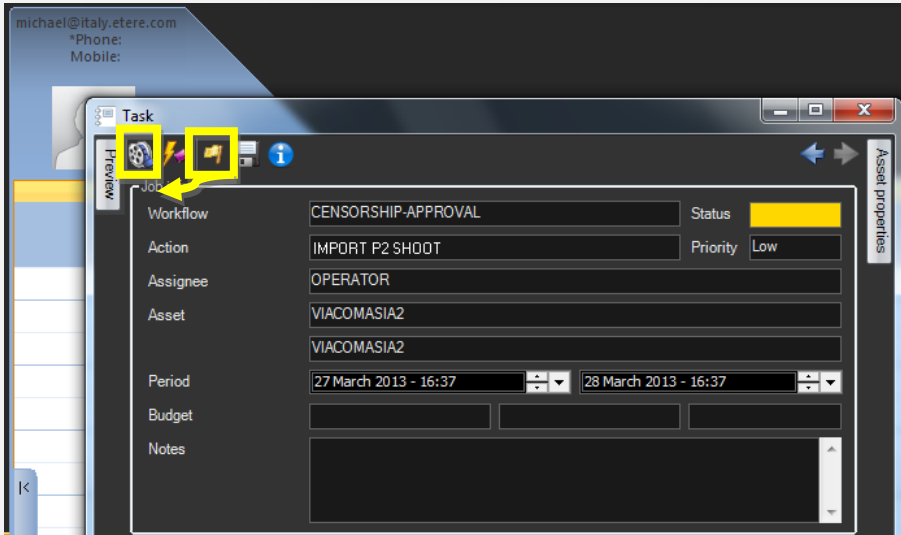 michael@italy.etere.com
*Phone:
Mobile:
Task
Preview
Asset properties
Job
Workflow CENSORSHIP-APPROVAL Status
Action IMPORT P2 SHOOT Priority Low
Assignee OPERATOR
Asset VIACOMASIA2
VIACOMASIA2
Period 27 March 2013 - 16:37 28 March 2013 - 16:37
Budget
Notes